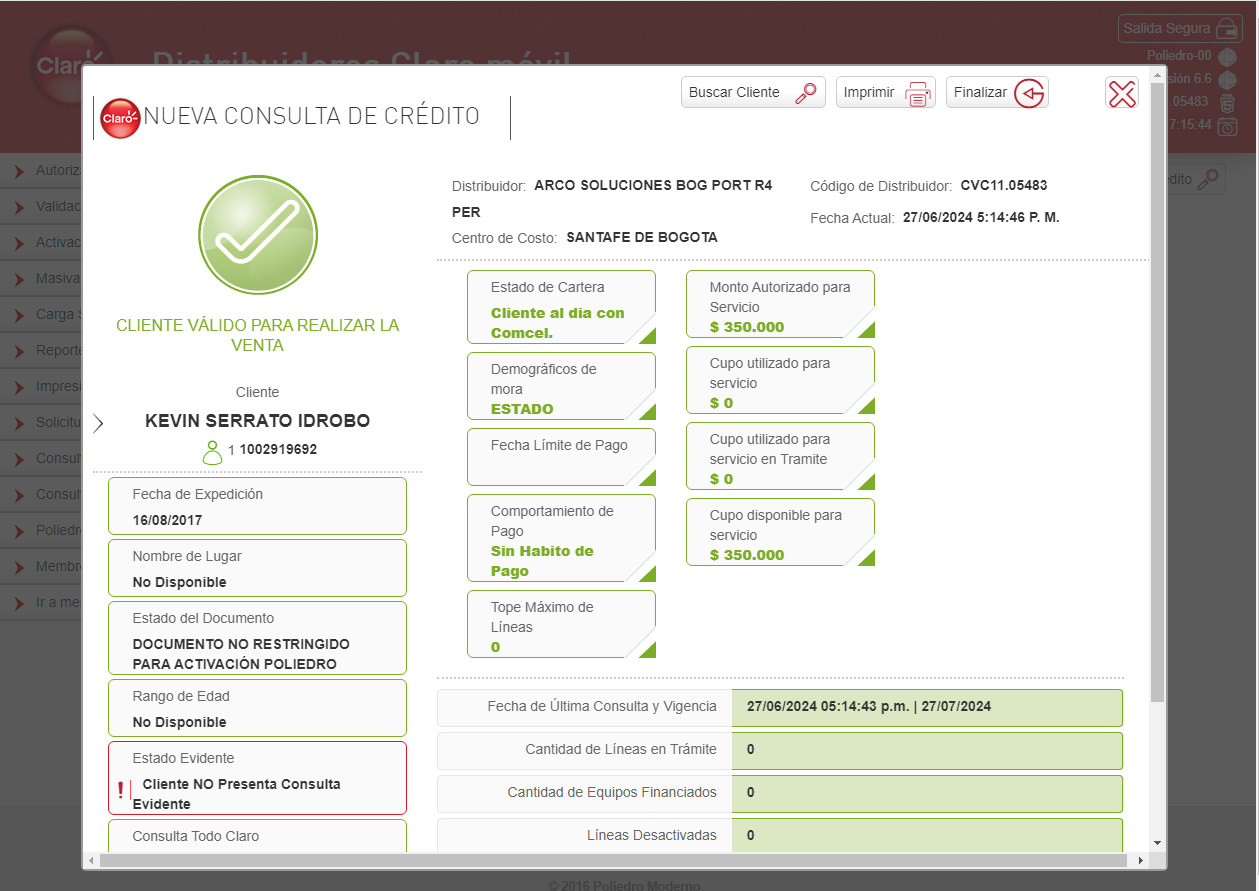 Salida Segura
Claro
Distribuidores Claro móvil
Poliedro-00
sión 6.6
.05483
7:15:44
Buscar Cliente
Imprimir
Finalizar
Claro
NUEVA CONSULTA DE CRÉDITO
Autoriz
Validac
Activac
Masiva
Carga S
Reporte
Impresi
Solicitu
Consul
Consul
Poliedr
Membr
Ir a me
édito
CLIENTE VÁLIDO PARA REALIZAR LA
VENTA
Cliente
KEVIN SERRATO IDROBO
1 1002919692
Fecha de Expedición
16/08/2017
Nombre de Lugar
No Disponible
Estado del Documento
DOCUMENTO NO RESTRINGIDO
PARA ACTIVACIÓN POLIEDRO
Rango de Edad
No Disponible
Estado Evidente
! Cliente NO Presenta Consulta
Evidente
Consulta Todo Claro
Distribuidor: ARCO SOLUCIONES BOG PORT R4
PER
Centro de Costo: SANTAFE DE BOGOTA
Código de Distribuidor: CVC11.05483
Fecha Actual: 27/06/2024 5:14:46 P. M.
Estado de Cartera
Cliente al dia con
Comcel.
Demográficos de
mora
ESTADO
Fecha Límite de Pago
Comportamiento de
Pago
Sin Habito de
Pago
Tope Máximo de
Líneas
0
Monto Autorizado para
Servicio
$ 350.000
Cupo utilizado para
servicio
$ 0
Cupo utilizado para
servicio en Tramite
$ 0
Cupo disponible para
servicio
$ 350.000
Fecha de Última Consulta y Vigencia 27/06/2024 05:14:43 p.m. | 27/07/2024
Cantidad de Líneas en Trámite 0
Cantidad de Equipos Financiados 0
Líneas Desactivadas 0
© 2016 Poliedro Moderno